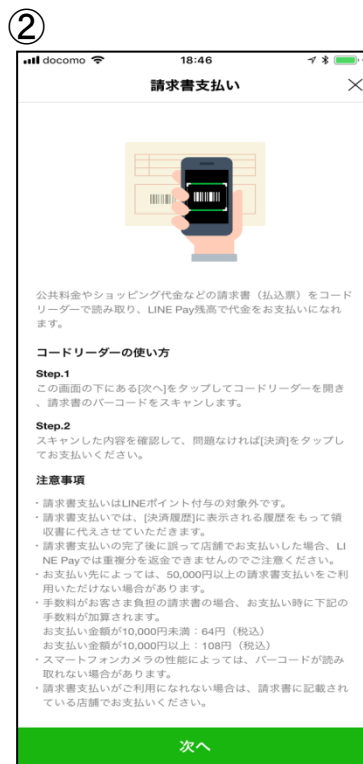 ②
docomo 18:46
請求書支払い
公共料金やショッピング代金などの請求書（払込票）をコード
リーダーで読み取り、LINE Pay残高で代金をお支払いになれ
ます。
コードリーダーの使い方
Step.1
この画面の下にある[次へ]をタップしてコードリーダーを開き
、請求書のバーコードをスキャンします。
Step.2
スキャンした内容を確認して、問題なければ[決済]をタップし
てお支払いください。
注意事項
・請求書支払いはLINEポイント付与の対象外です。
・請求書支払いでは、[決済履歴]に表示される履歴をもって領
収書に代えさせていただきます。
・請求書支払いの完了後に誤って店舗でお支払いした場合、LI
NE Payでは重複分を返金できませんのでご注意ください。
・お支払い先によっては、50,000円以上の請求書支払いをご利
用いただけない場合があります。
・手数料がお客さま負担の請求書の場合、お支払い時に下記の
手数料が加算されます。
お支払い金額が10,000円未満：64円（税込）
お支払い金額が10,000円以上：108円（税込）
・スマートフォンカメラの性能によっては、バーコードが読み
取れない場合があります。
・請求書支払いがご利用になれない場合は、請求書に記載され
ている店舗でお支払いください。
次へ